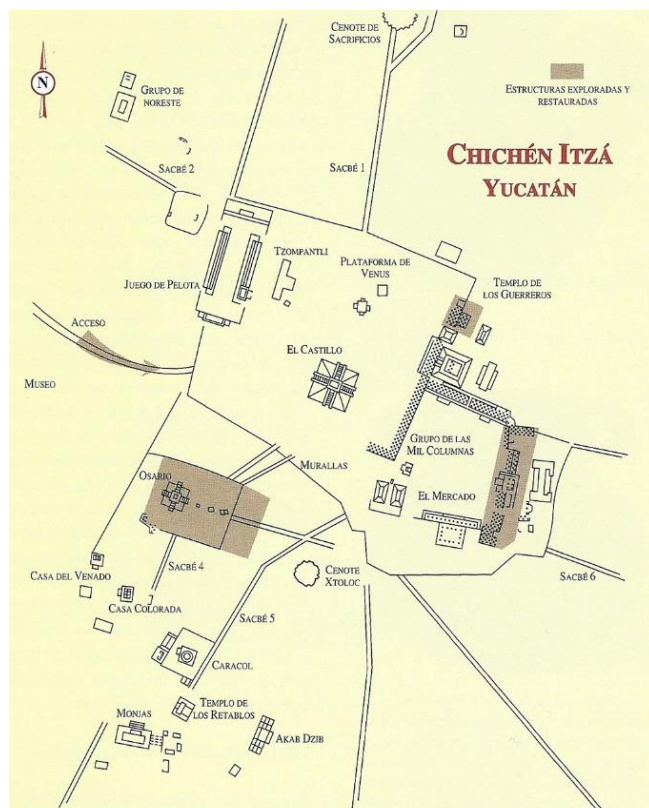 CENOTE DE
SACRIFICIOS
N
GRUPO DE
NORESTE
ESTRUCTURAS EXPLORADAS Y
RESTAURADAS
CHICHÉN ITZÁ
YUCATÁN
SACBÉ 2
SACBÉ 1
TZOMPANTLI
PLATAFORMA DE
VENUS
JUEGO DE PELOTA
TEMPLO DE
LOS GUERREROS
ACCESO
EL CASTILLO
MUSEO
GRUPO DE LAS
MIL COLUMNAS
MURALLAS
OSARIO
EL MERCADO
SACBÉ 4
CASA DEL VENADO
CENOTE
XTOLOC
SACBÉ 6
CASA COLORADA
SACBÉ 5
CARACOL
TEMPLO DE
LOS RETABLOS
MONJAS
AKAB DZIB